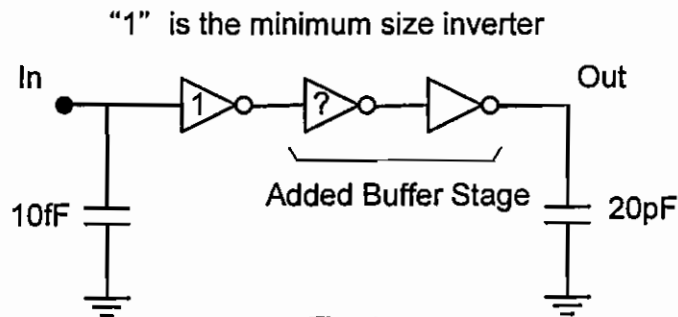 “1” is the minimum size inverter
In
Out
1
?
Added Buffer Stage
10fF
20pF